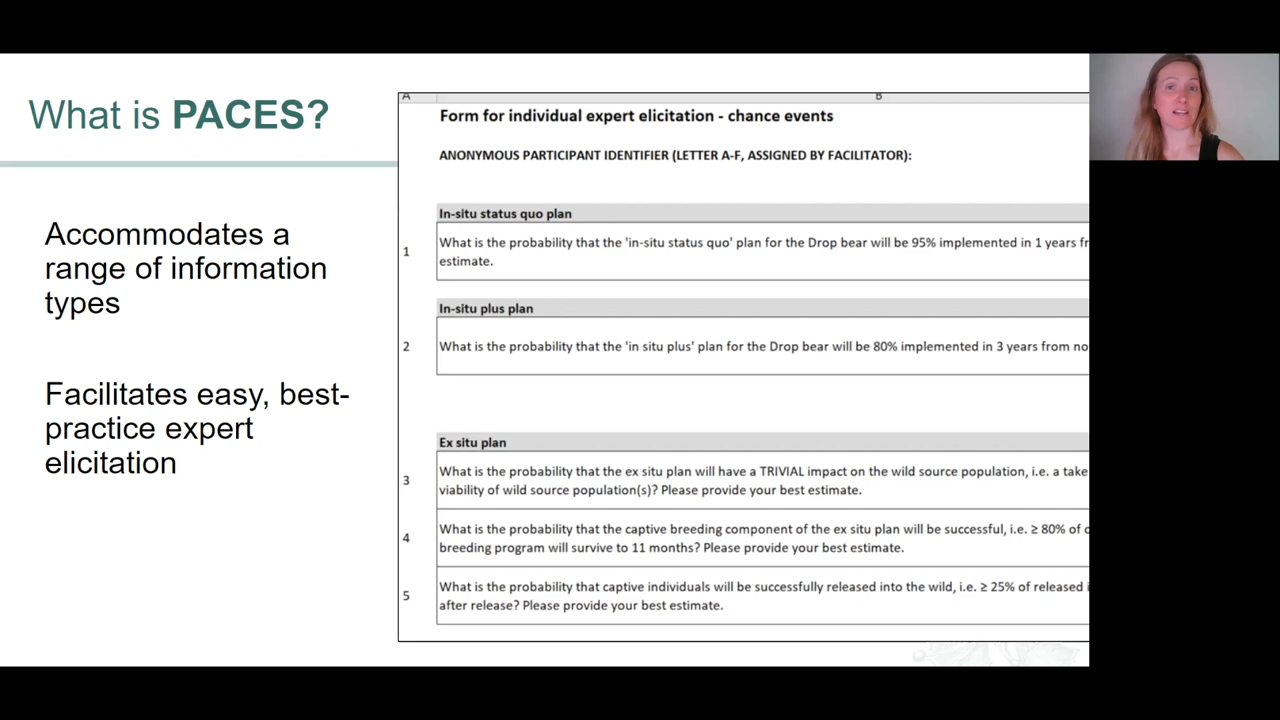 What is PACES?
Accommodates a
range of information
types
Facilitates easy, best-
practice expert
elicitation
A
B
Form for individual expert elicitation - chance events
ANONYMOUS PARTICIPANT IDENTIFIER (LETTER A-F, ASSIGNED BY FACILITATOR):
In-situ status quo plan
1
What is the probability that the 'in-situ status quo' plan for the Drop bear will be 95% implemented in 1 years
estimate.
In-situ plus plan
2
What is the probability that the 'in situ plus' plan for the Drop bear will be 80% implemented in 3 years from
Ex situ plan
3
What is the probability that the ex situ plan will have a TRIVIAL impact on the wild source population, i.e. a take
viability of wild source population(s)? Please provide your best estimate.
4
What is the probability that the captive breeding component of the ex situ plan will be successful, i.e. ≥ 80% of
breeding program will survive to 11 months? Please provide your best estimate.
5
What is the probability that captive individuals will be successfully released into the wild, i.e. ≥ 25% of released
after release? Please provide your best estimate.